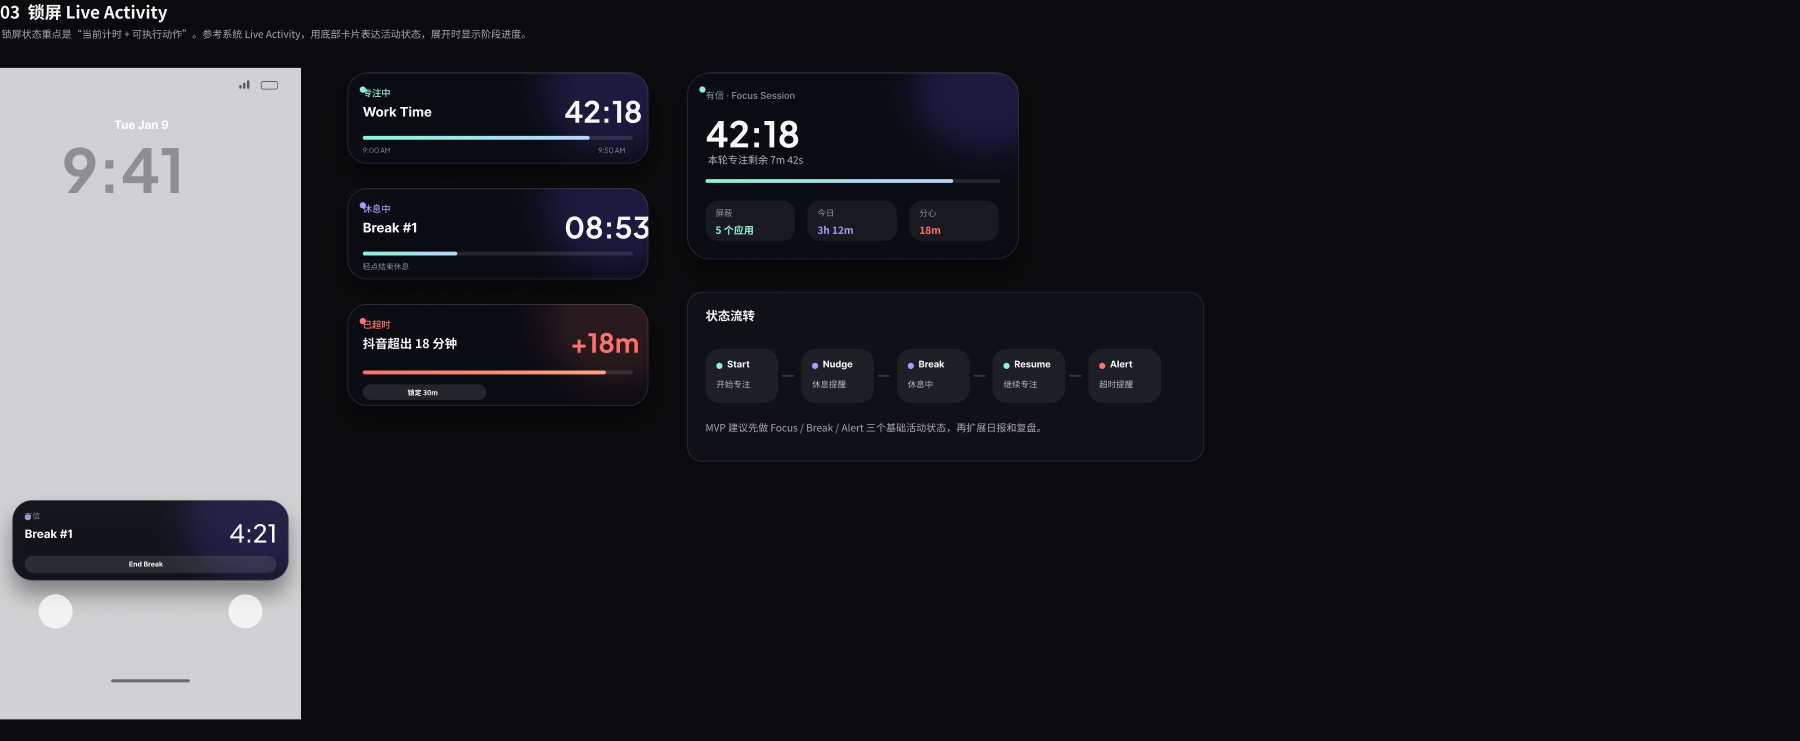 03 锁屏 Live Activity
锁屏状态重点是“当前计时 + 可执行动作”。参考系统 Live Activity，用底部卡片表达活动状态，展开时显示阶段进度。
Tue Jan 9
9:41
有信
Break #1
4:21
End Break
专注中
Work Time
42:18
9:00 AM
9:50 AM
休息中
Break #1
08:53
轻点结束休息
已超时
抖音超出 18 分钟
+18m
锁定 30m
有信 · Focus Session
42:18
本轮专注剩余 7m 42s
屏蔽
5 个应用
今日
3h 12m
分心
18m
状态流转
Start
开始专注
Nudge
休息提醒
Break
休息中
Resume
继续专注
Alert
超时提醒
MVP 建议先做 Focus / Break / Alert 三个基础活动状态，再扩展日报和复盘。